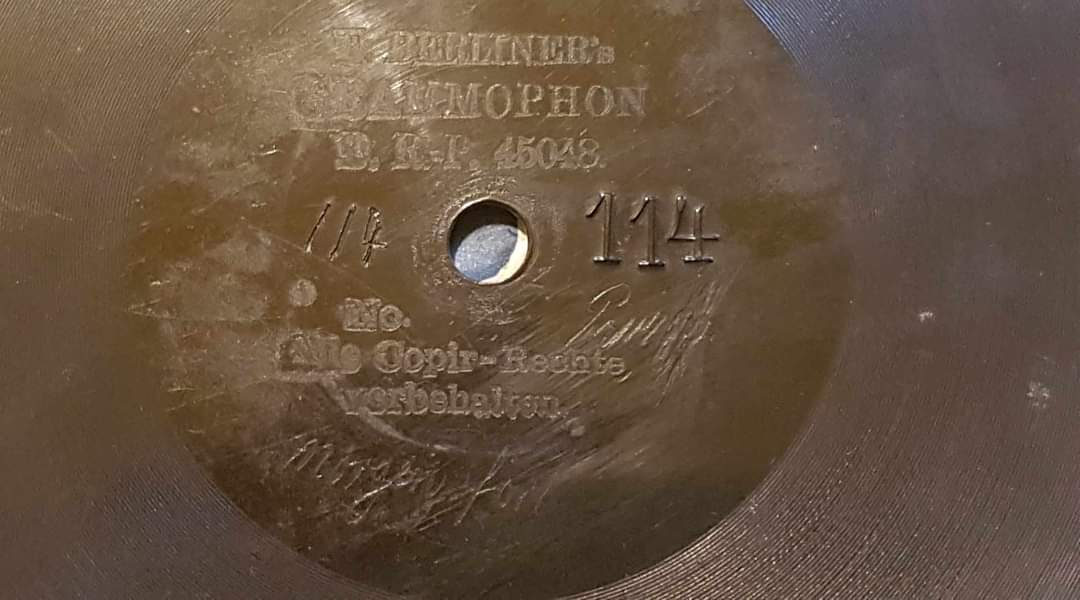 E. BERLINER's
GRAMMOPHON
D. R.-P. 45048.
114 114
No.
Alle Copir-Rechte
vorbehalten.